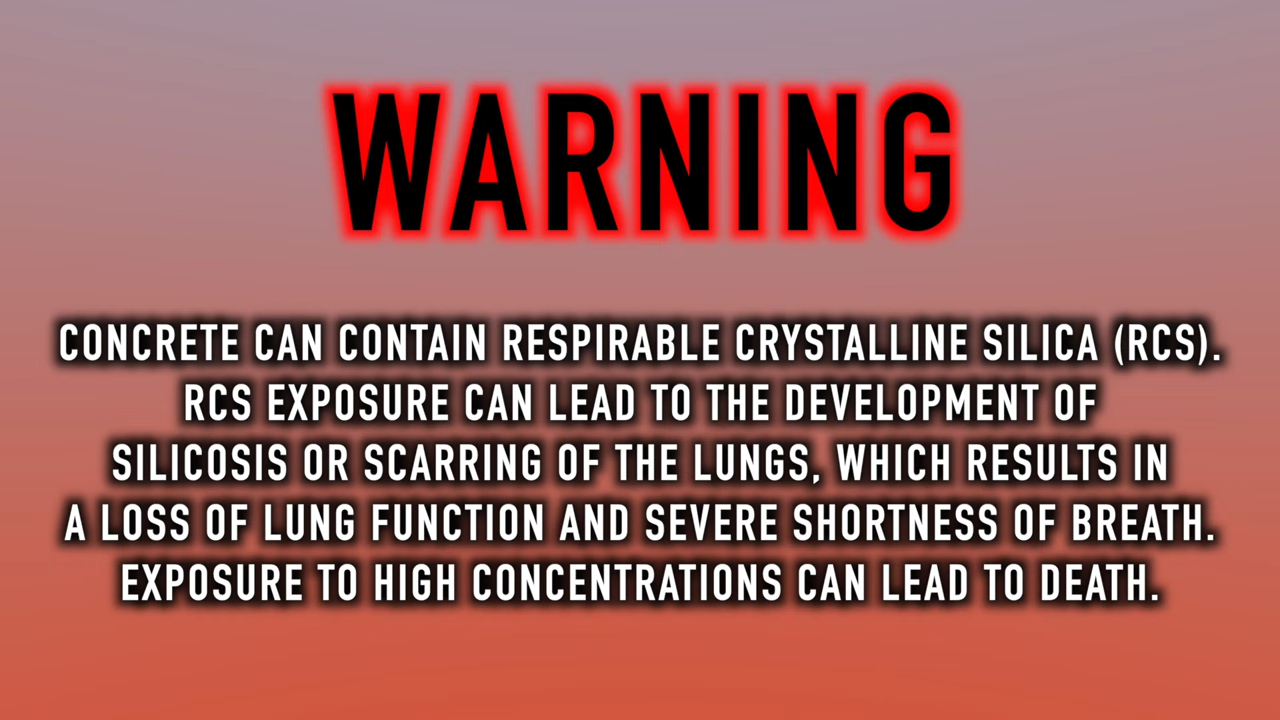 WARNING
CONCRETE CAN CONTAIN RESPIRABLE CRYSTALLINE SILICA (RCS).
RCS EXPOSURE CAN LEAD TO THE DEVELOPMENT OF
SILICOSIS OR SCARRING OF THE LUNGS, WHICH RESULTS IN
A LOSS OF LUNG FUNCTION AND SEVERE SHORTNESS OF BREATH.
EXPOSURE TO HIGH CONCENTRATIONS CAN LEAD TO DEATH.